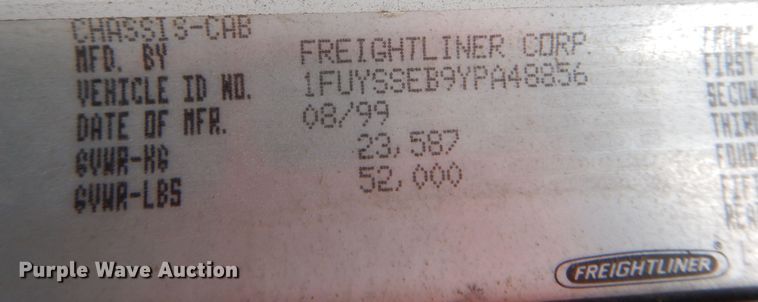 CHASSIS-CAB
MFD. BY FREIGHTLINER CORP.
VEHICLE ID NO. 1FUYSSEB9YPA48856
DATE OF MFR. 08/99
GVWR-KG 23,587
GVWR-LBS 52,000
FIRST
SECON
THIRD
FOUR
FREIGHTLINER
Purple Wave Auction